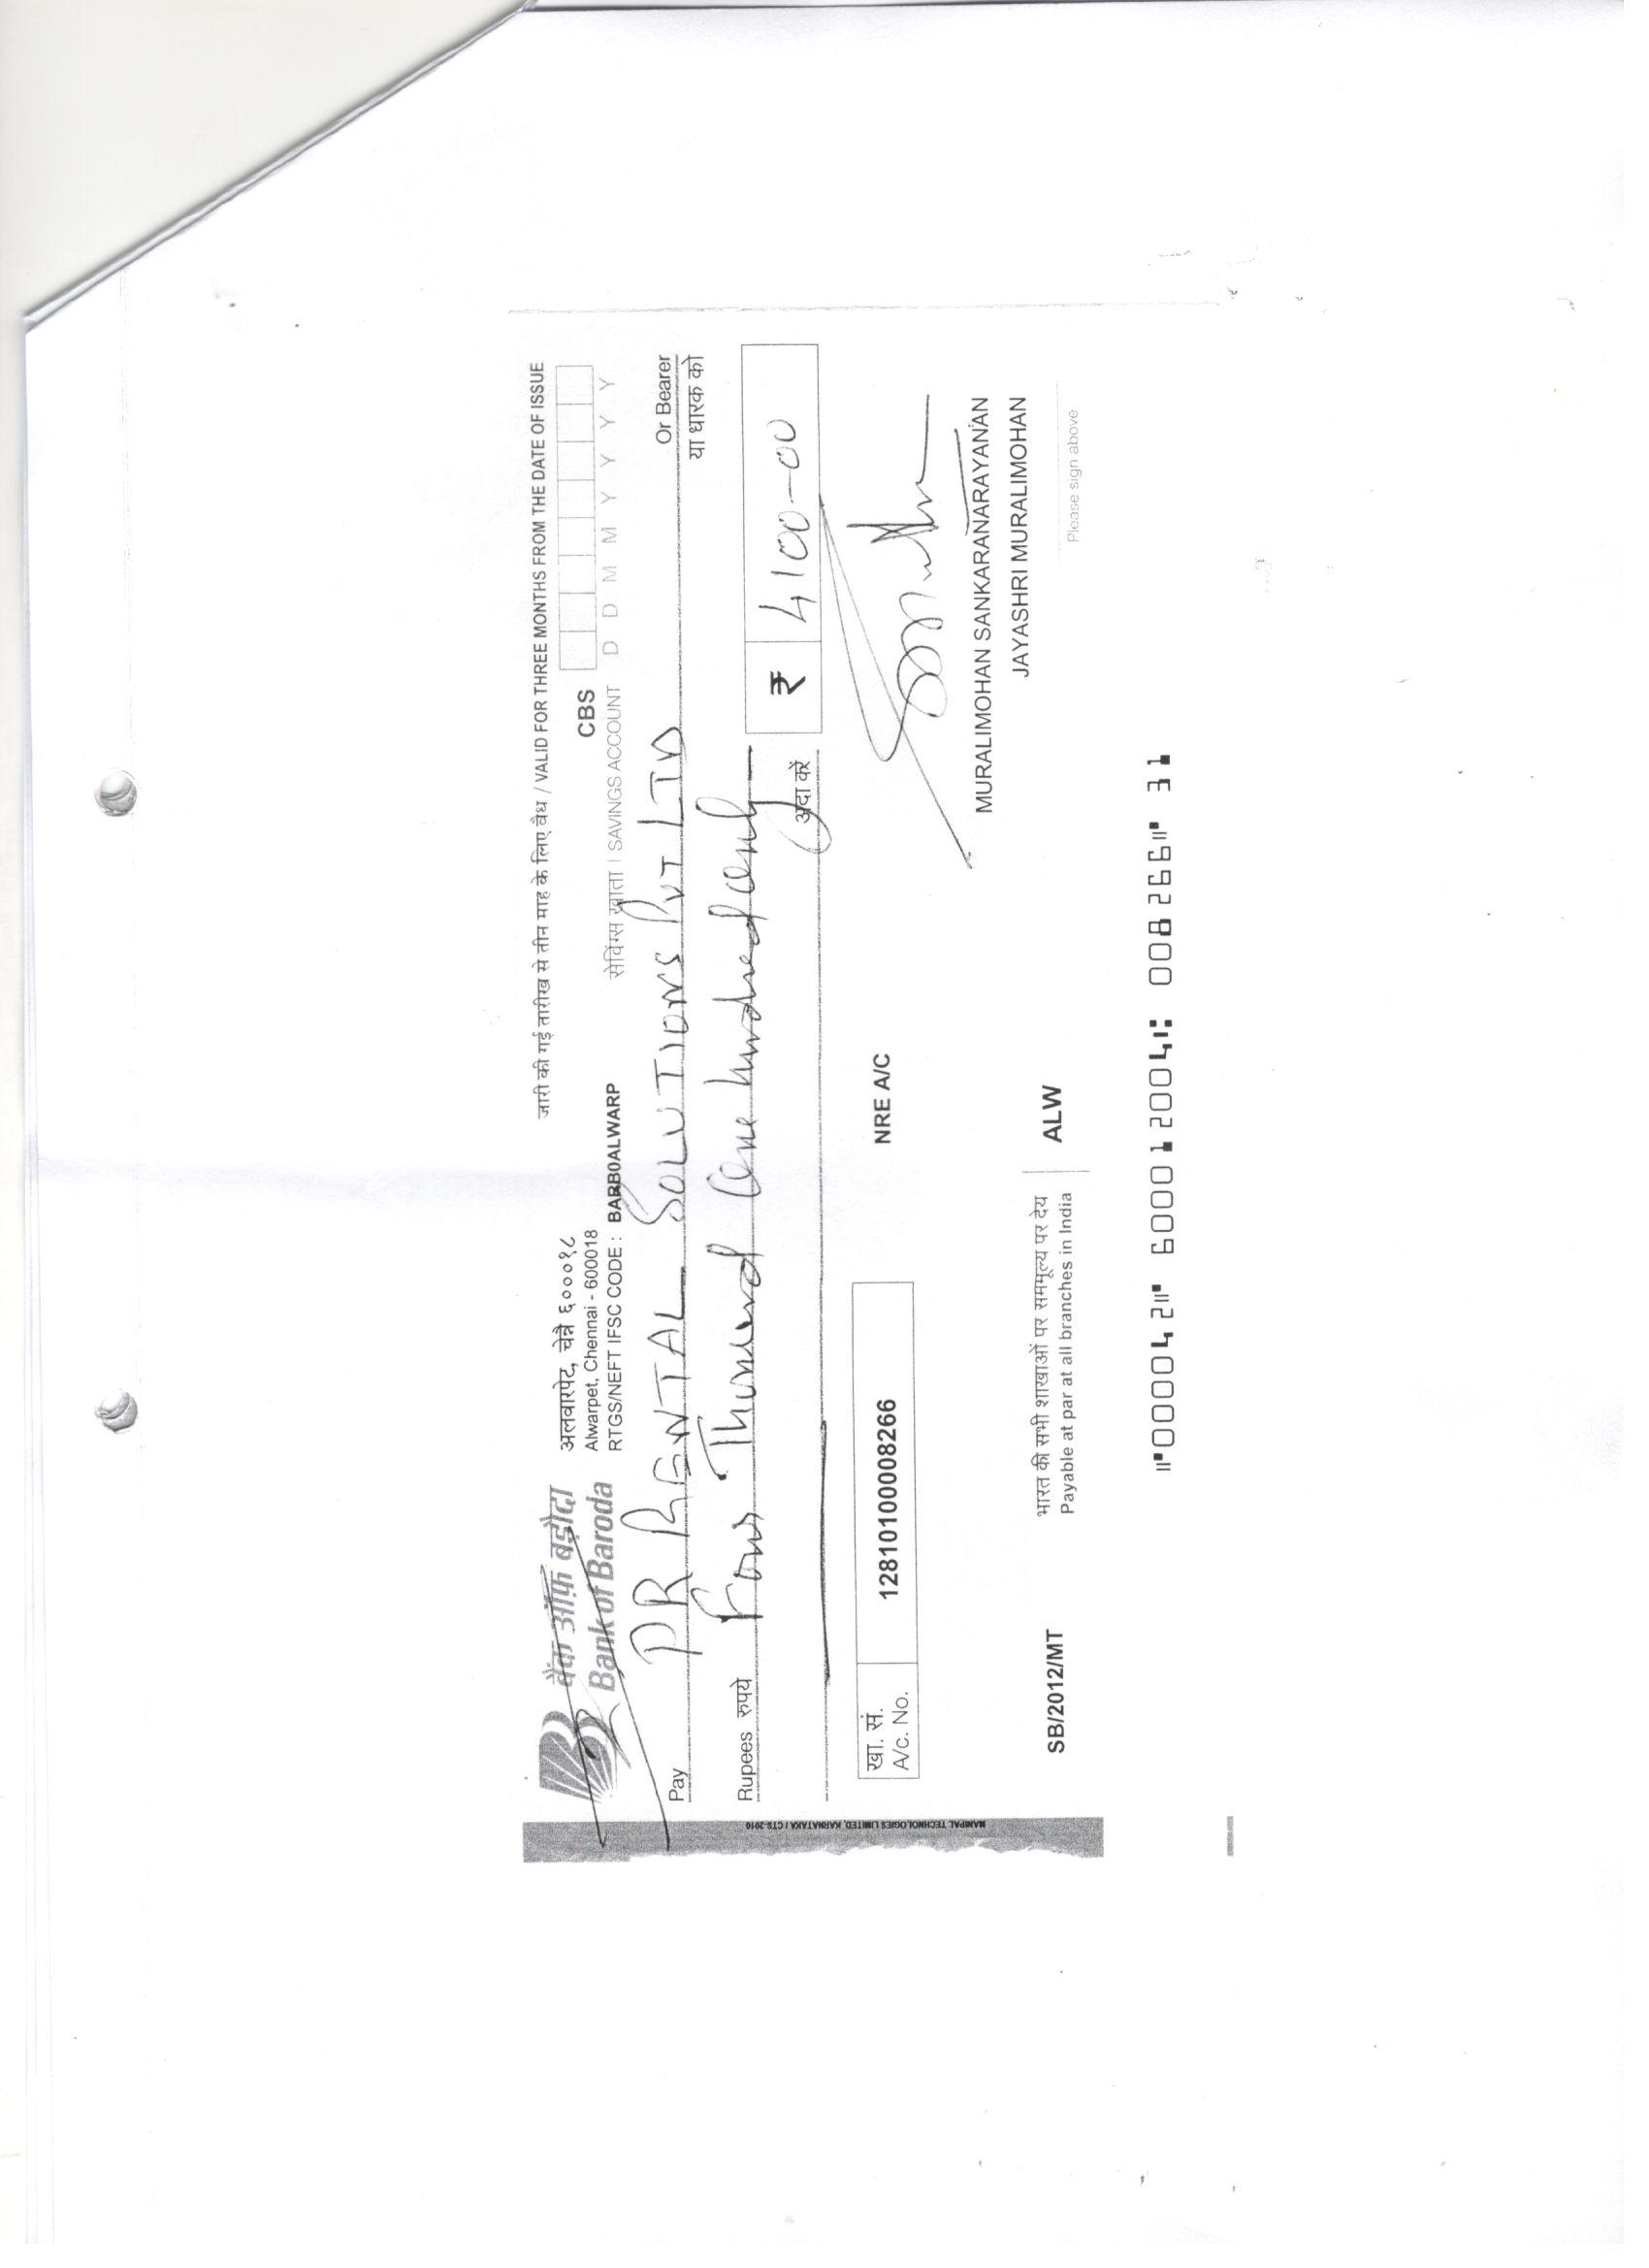 जारी की गई तारीख से तीन माह के लिए वैध / VALID FOR THREE MONTHS FROM THE DATE OF ISSUE
बैंक ऑफ़ बड़ौदा
Bank of Baroda
अलवारपेट, चेन्नै ६०००१८
Alwarpet, Chennai - 600018
RTGS/NEFT IFSC CODE : BARB0ALWARP
CBS
सेविंग्स खाता | SAVINGS ACCOUNT
D D M M Y Y Y Y
Pay PR RENTAL SOLUTIONS PVT LTD Or Bearer
या धारक को
Rupees रुपये Four Thousand One hundred only
अदा करें
₹ 4100-00
खा. सं.
A/c. No. 12810100008266
NRE A/C
MURALIMOHAN SANKARANARAYANAN
JAYASHRI MURALIMOHAN
SB/2012/MT
भारत की सभी शाखाओं पर सममूल्य पर देय
Payable at par at all branches in India
ALW
Please sign above
⑈000042⑈ 600012004⑆ 008266⑈ 31
MANIPAL TECHNOLOGIES LIMITED, KARNATAKA / CTS-2010